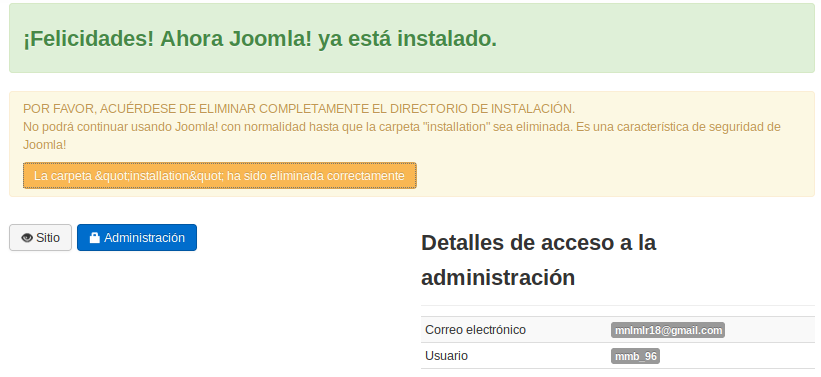 ¡Felicidades! Ahora Joomla! ya está instalado.
POR FAVOR, ACUÉRDESE DE ELIMINAR COMPLETAMENTE EL DIRECTORIO DE INSTALACIÓN.
No podrá continuar usando Joomla! con normalidad hasta que la carpeta "installation" sea eliminada. Es una característica de seguridad de
Joomla!
La carpeta &quot;installation&quot; ha sido eliminada correctamente
Sitio
Administración
Detalles de acceso a la
administración
Correo electrónico mnlmlr18@gmail.com
Usuario mmb_96